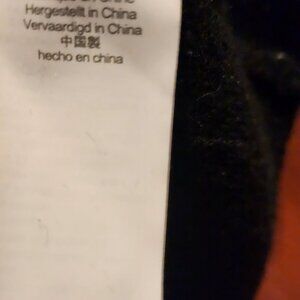 Hergestellt in China
Vervaardigd in China
中国製
hecho en china